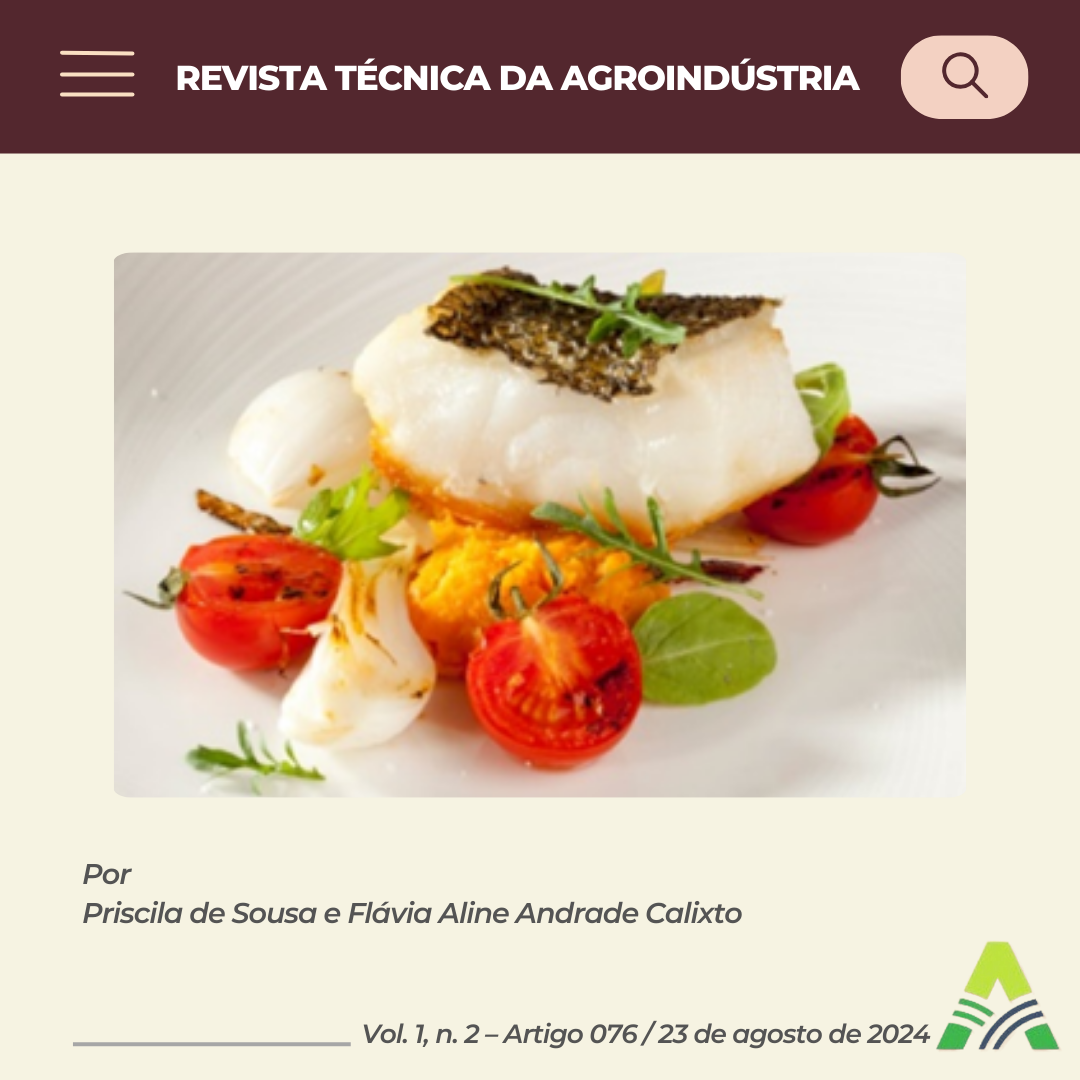 REVISTA TÉCNICA DA AGROINDÚSTRIA
Por
Priscila de Sousa e Flávia Aline Andrade Calixto
Vol. 1, n. 2 – Artigo 076 / 23 de agosto de 2024